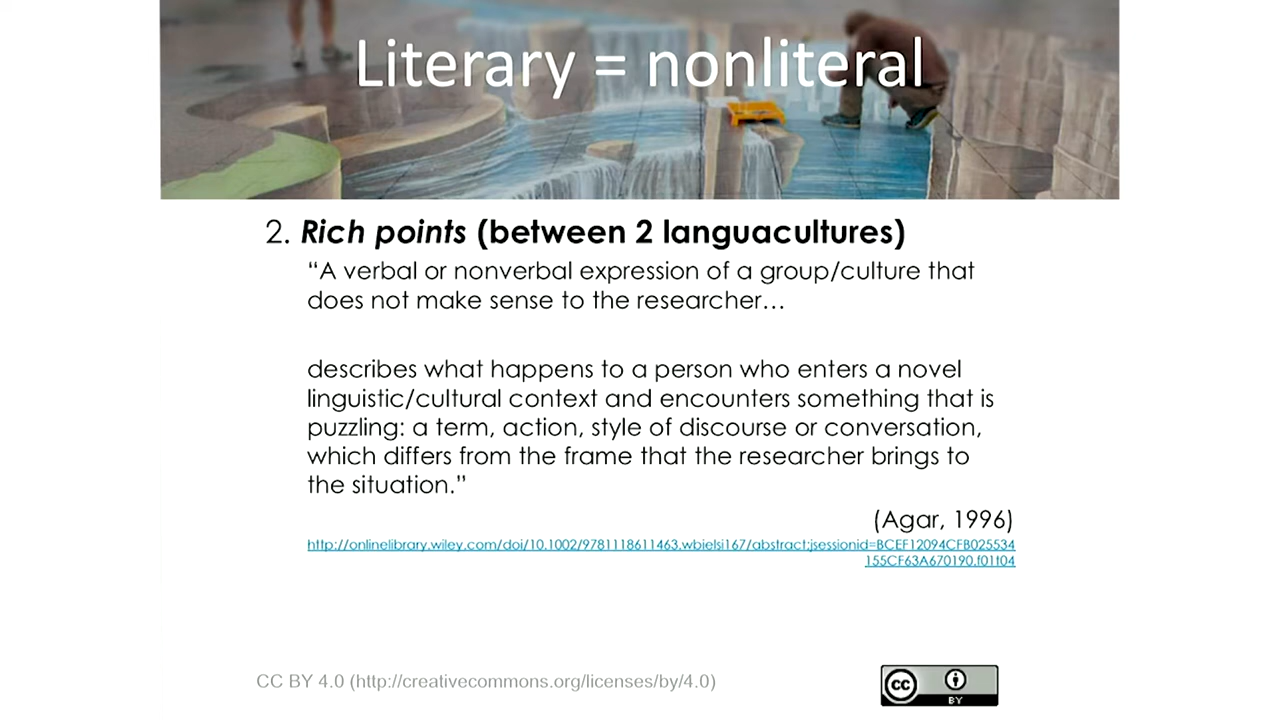 Literary = nonliteral
2. Rich points (between 2 languacultures)
“A verbal or nonverbal expression of a group/culture that
does not make sense to the researcher…
describes what happens to a person who enters a novel
linguistic/cultural context and encounters something that is
puzzling: a term, action, style of discourse or conversation,
which differs from the frame that the researcher brings to
the situation.”
(Agar, 1996)
http://onlinelibrary.wiley.com/doi/10.1002/9781118611463.wbielsi167/abstract;jsessionid=BCEF12094CFB025534
155CF63A670190.f01t04
CC BY 4.0 (http://creativecommons.org/licenses/by/4.0)
cc
BY